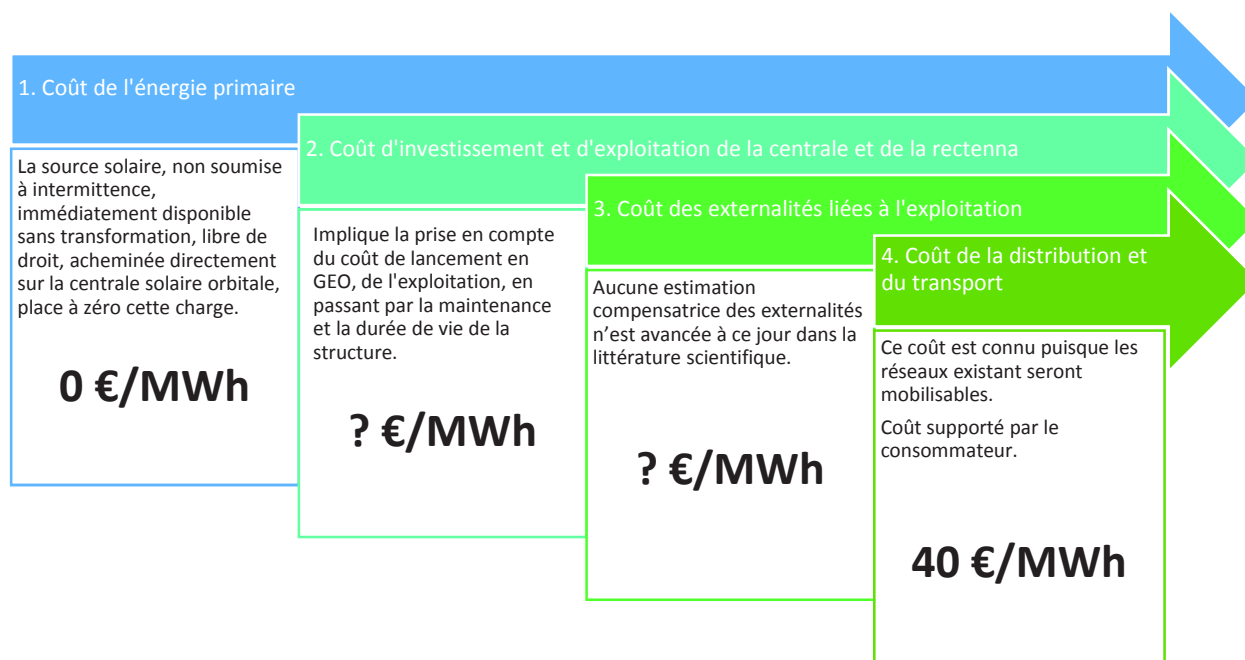 1. Coût de l'énergie primaire
La source solaire, non soumise
à intermittence,
immédiatement disponible
sans transformation, libre de
droit, acheminée directement
sur la centrale solaire orbitale,
place à zéro cette charge.
0 €/MWh
2. Coût d'investissement et d'exploitation de la centrale et de la rectenna
Implique la prise en compte
du coût de lancement en
GEO, de l'exploitation, en
passant par la maintenance
et la durée de vie de la
structure.
? €/MWh
3. Coût des externalités liées à l'exploitation
Aucune estimation
compensatrice des externalités
n’est avancée à ce jour dans la
littérature scientifique.
? €/MWh
4. Coût de la distribution et
du transport
Ce coût est connu puisque les
réseaux existant seront
mobilisables.
Coût supporté par le
consommateur.
40 €/MWh